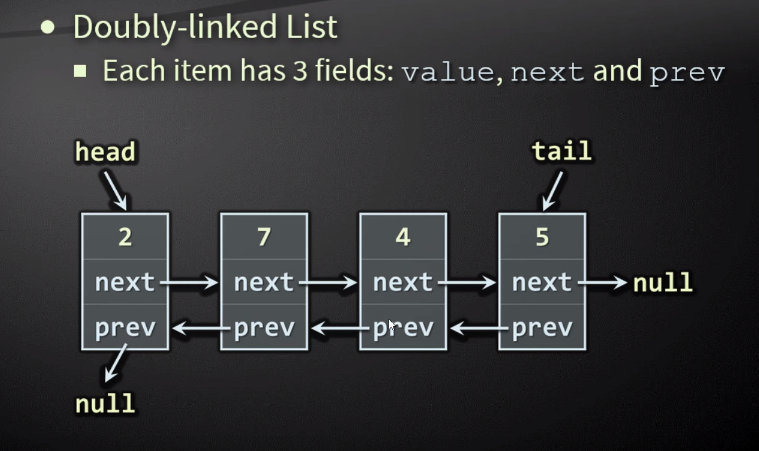 Doubly-linked List
Each item has 3 fields: value, next and prev
head tail
2 7 4 5
next next next next null
prev prev prev prev
null